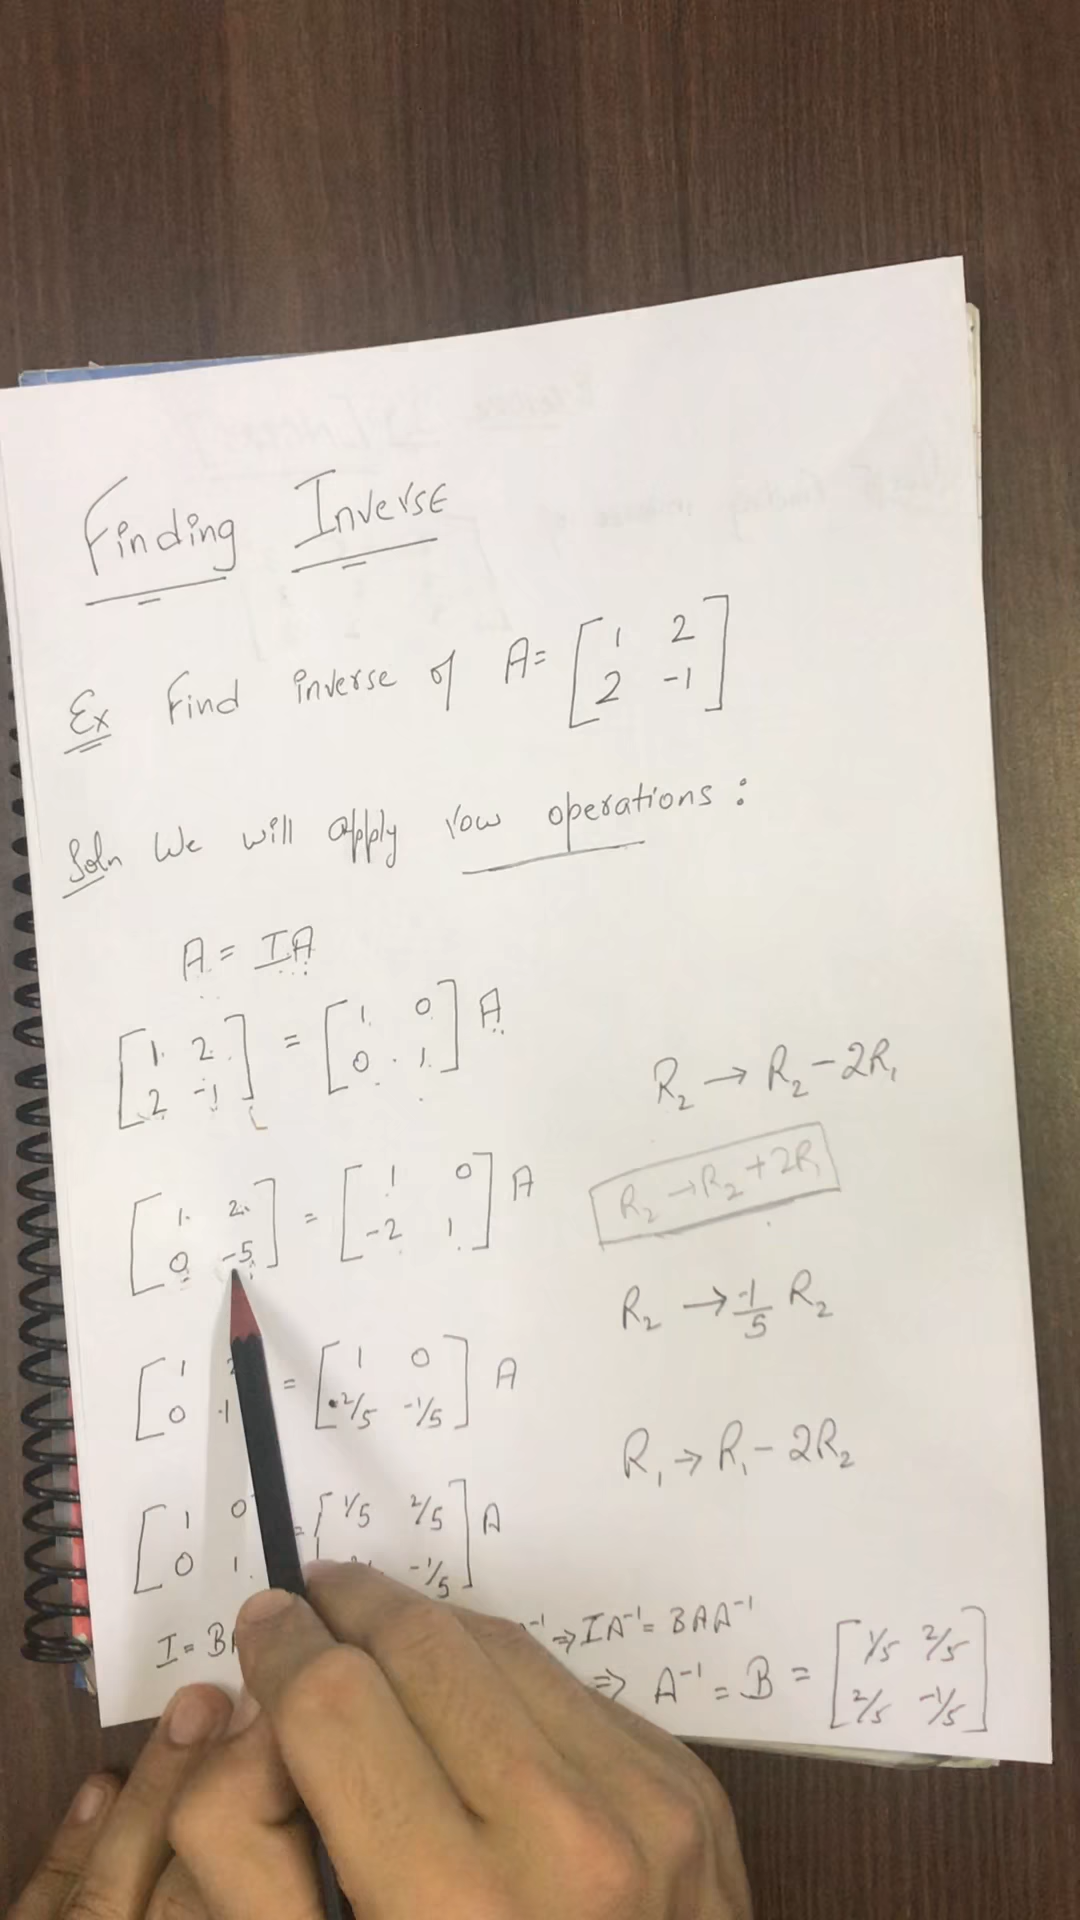 Finding Inverse
Ex Find inverse of A= [1 2
2 -1]
Soln We will apply row operations :
A = IA
[1 2
2 -1] = [1 0
0 1] A
R₂ → R₂ - 2R₁
R₂ → R₂ + 2R₁
[1 2
0 -5] = [1 0
-2 1] A
R₂ → -1/5 R₂
[1
0 1 = [1 0
2/5 -1/5] A
R₁ → R₁ - 2R₂
[1 0
0 1 = [1/5 2/5
-1/5] A
I = B ⇒ IA⁻¹ = BAA⁻¹
⇒ A⁻¹ = B = [1/5 2/5
2/5 -1/5]